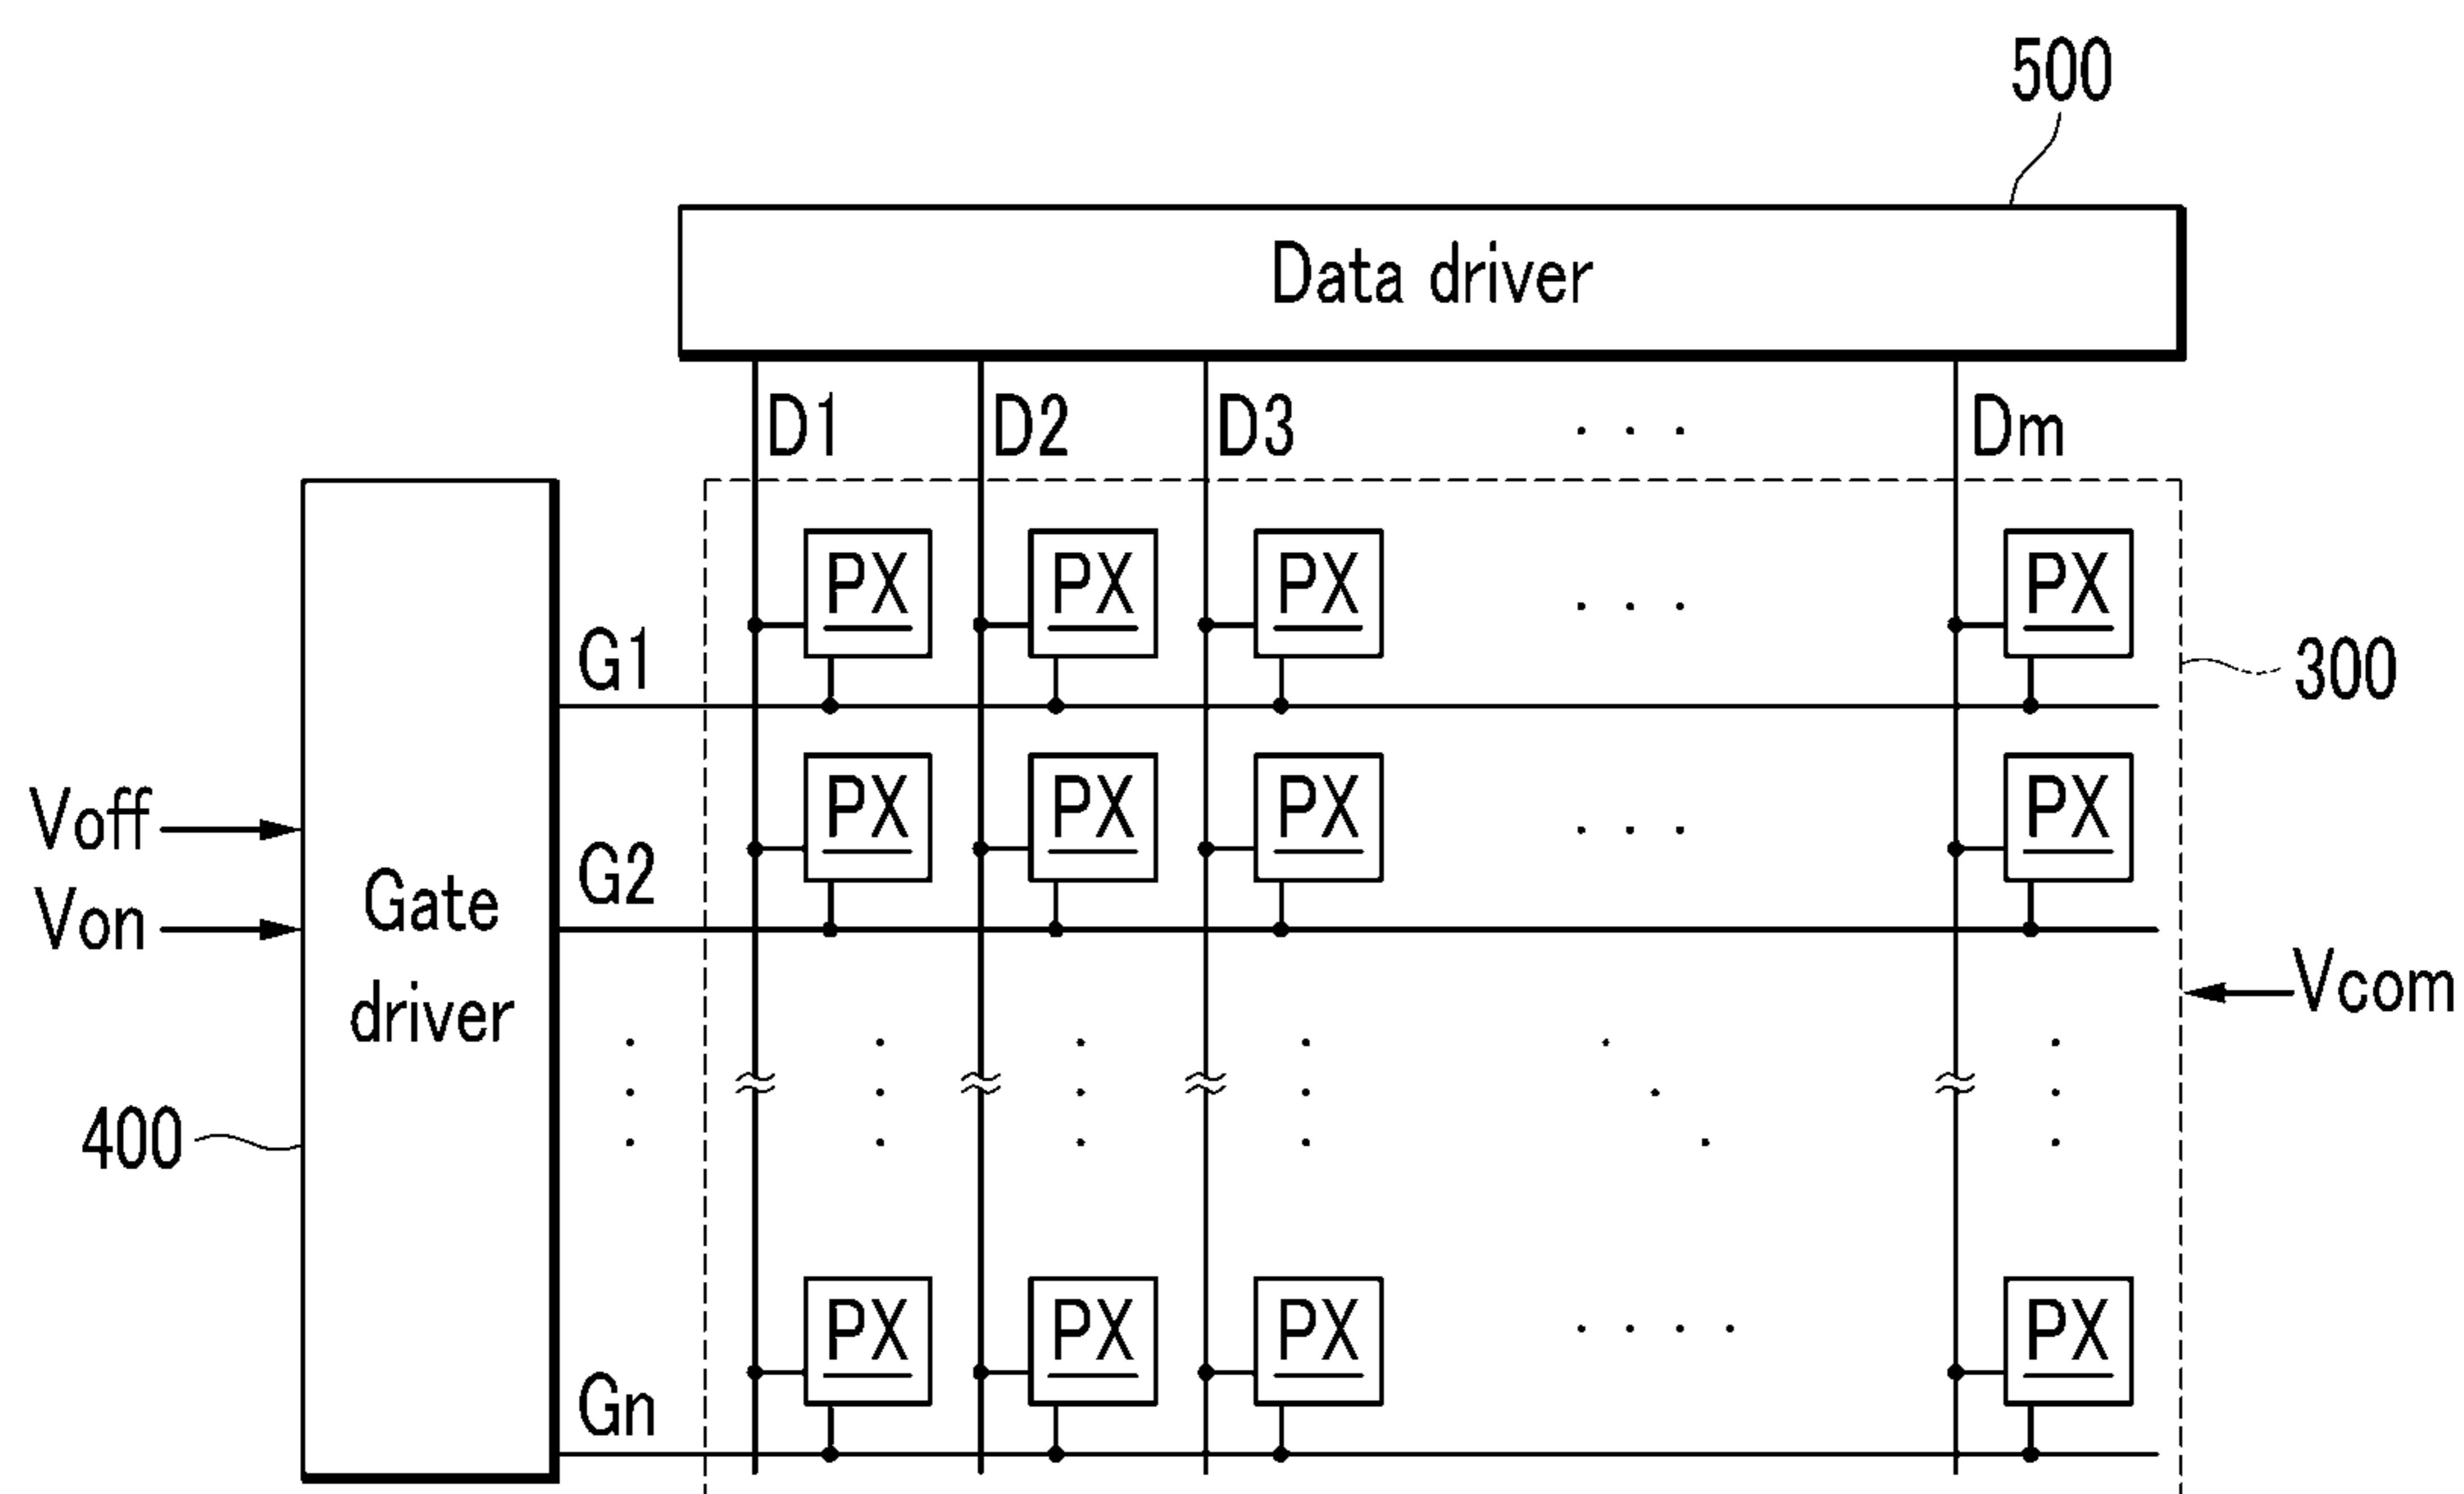 500
Data driver
D1 D2 D3 . . . Dm
PX PX PX . . . PX
G1
300
PX PX PX . . . PX
Voff
G2
Von
Gate
driver
Vcom
400
PX PX PX . . . . PX
Gn